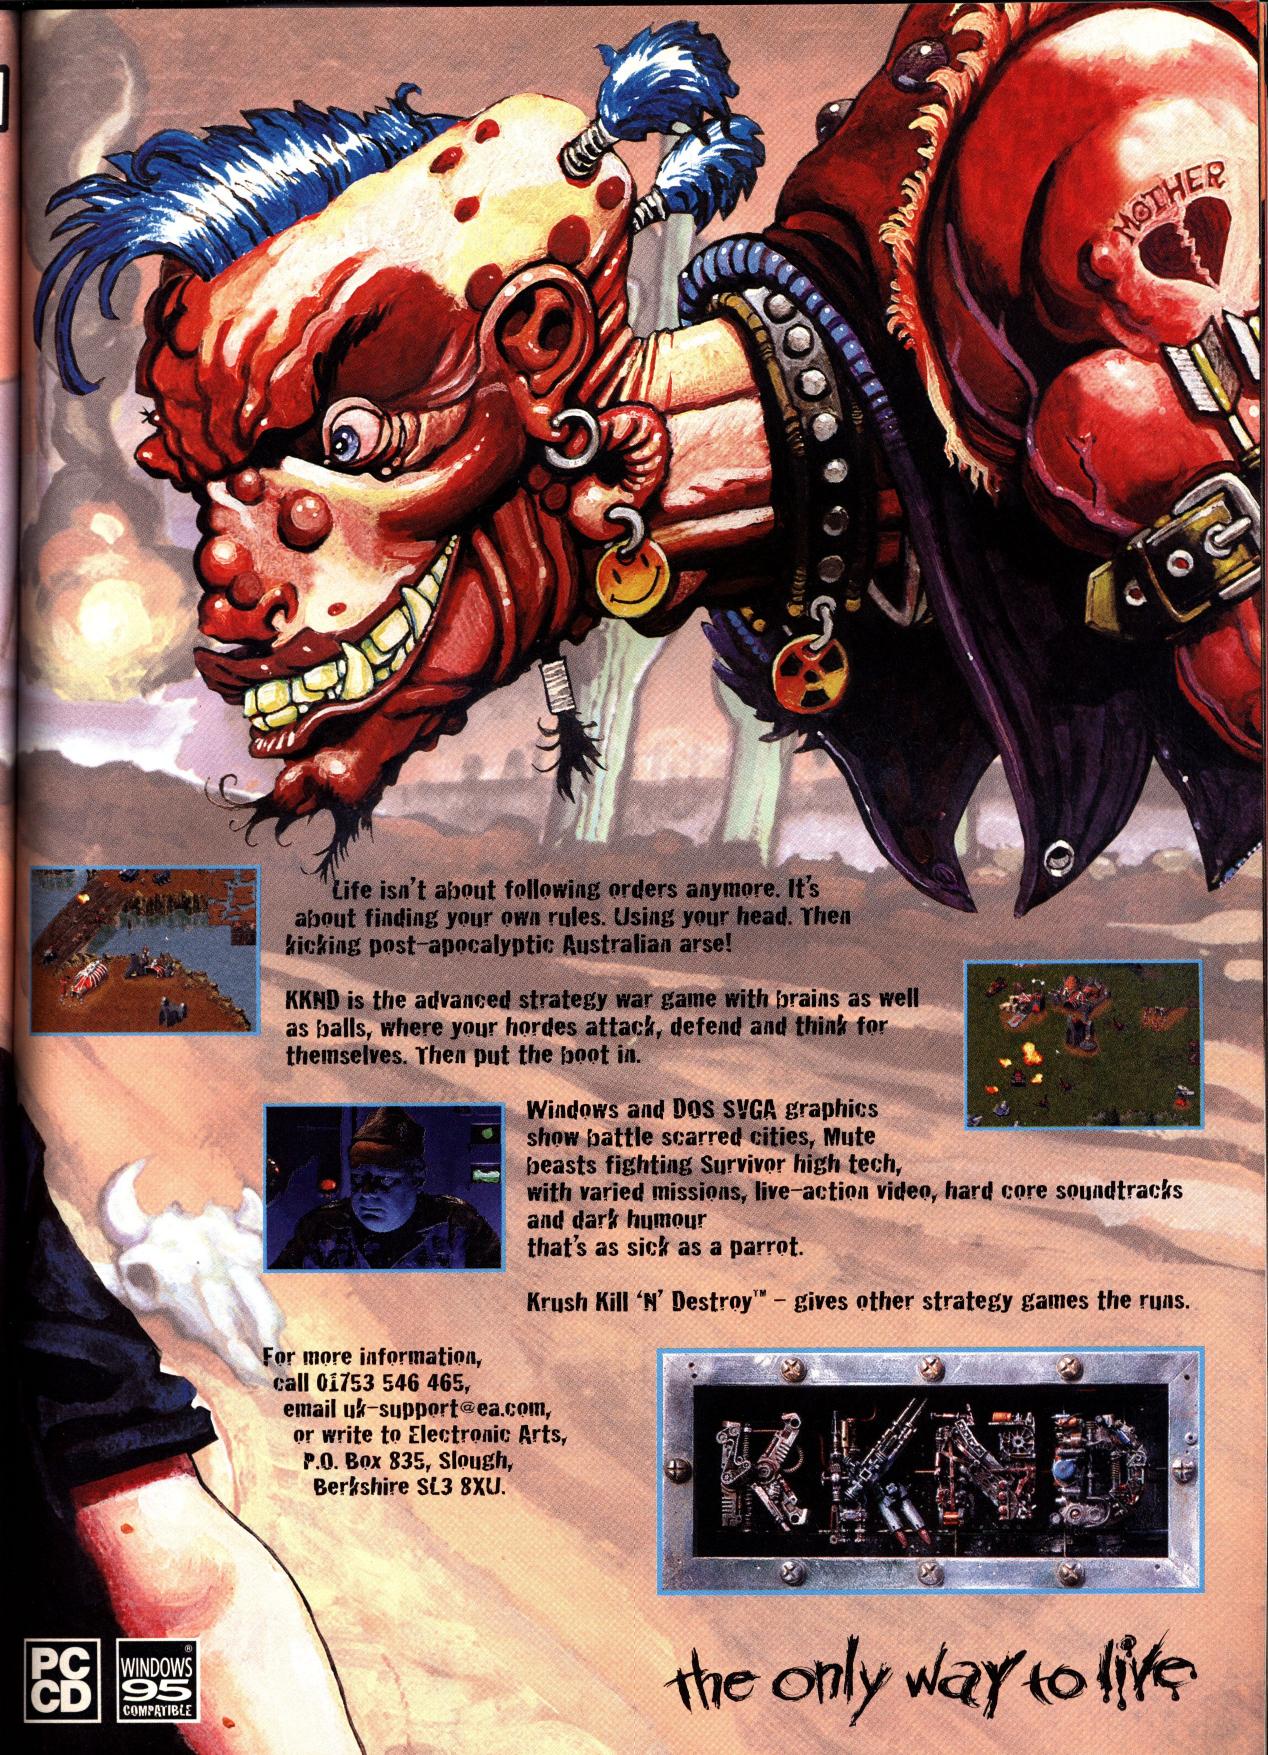 MOTHER
Life isn't about following orders anymore. It's
about finding your own rules. Using your head. Then
kicking post-apocalyptic Australian arse!
KKND is the advanced strategy war game with brains as well
as balls, where your hordes attack, defend and think for
themselves. Then put the boot in.
Windows and DOS SVGA graphics
show battle scarred cities, Mute
beasts fighting Survivor high tech,
with varied missions, live-action video, hard core soundtracks
and dark humour
that's as sick as a parrot.
Krush Kill 'N' Destroy™ - gives other strategy games the runs.
For more information,
call 01753 546 465,
email uk-support@ea.com,
or write to Electronic Arts,
P.O. Box 835, Slough,
Berkshire SL3 8XU.
KKND
PC
CD
WINDOWS®
95
COMPATIBLE
the only way to live